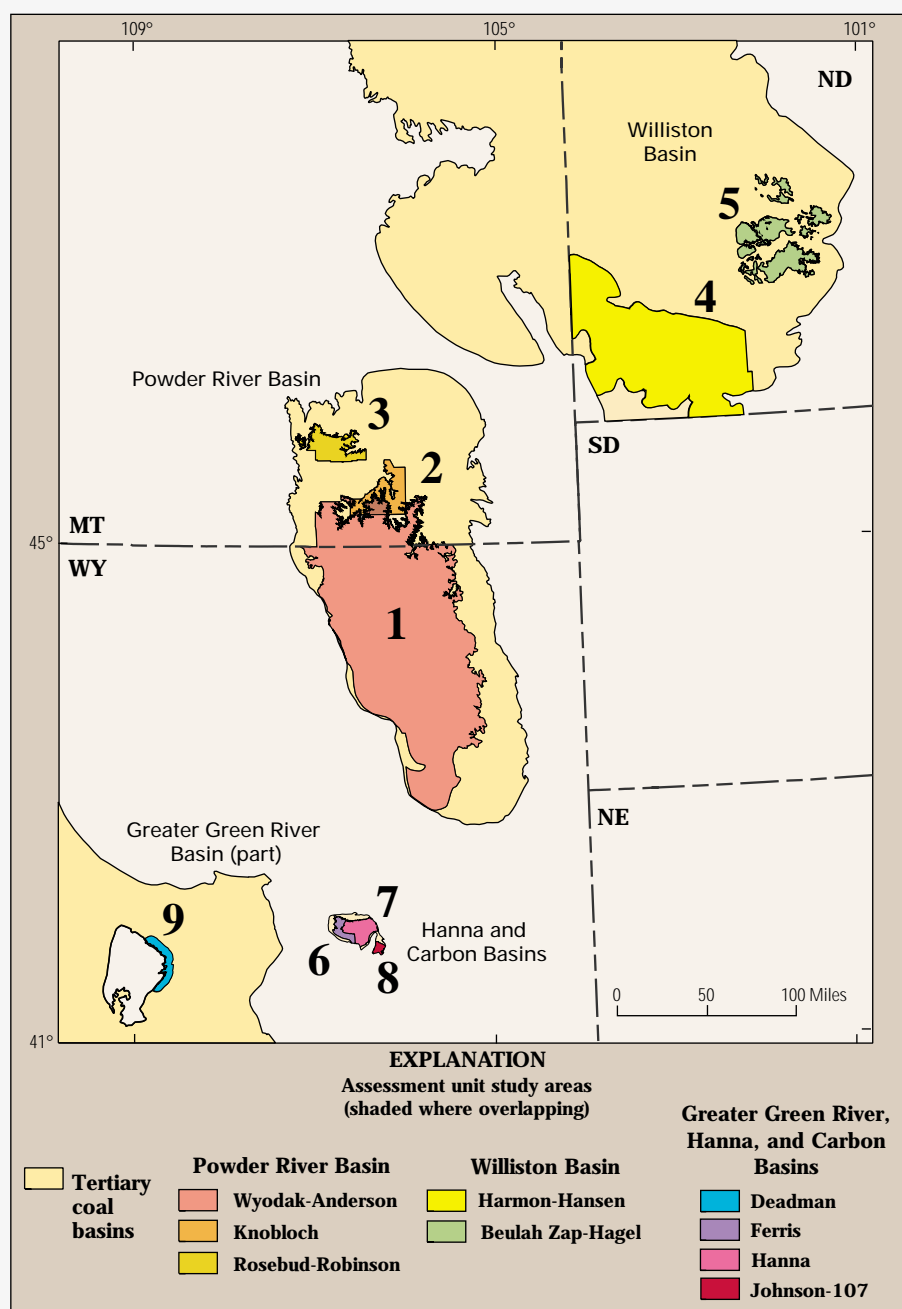 109°
105°
101°
ND
Williston
Basin
5
4
Powder River Basin
3
2
SD
MT
45°
WY
1
NE
Greater Green River
Basin (part)
9
7
Hanna and
Carbon Basins
6
8
0 50 100 Miles
41°
EXPLANATION
Assessment unit study areas
(shaded where overlapping)
Tertiary
coal
basins
Powder River Basin
Wyodak-Anderson
Knobloch
Rosebud-Robinson
Williston Basin
Harmon-Hansen
Beulah Zap-Hagel
Greater Green River,
Hanna, and Carbon
Basins
Deadman
Ferris
Hanna
Johnson-107